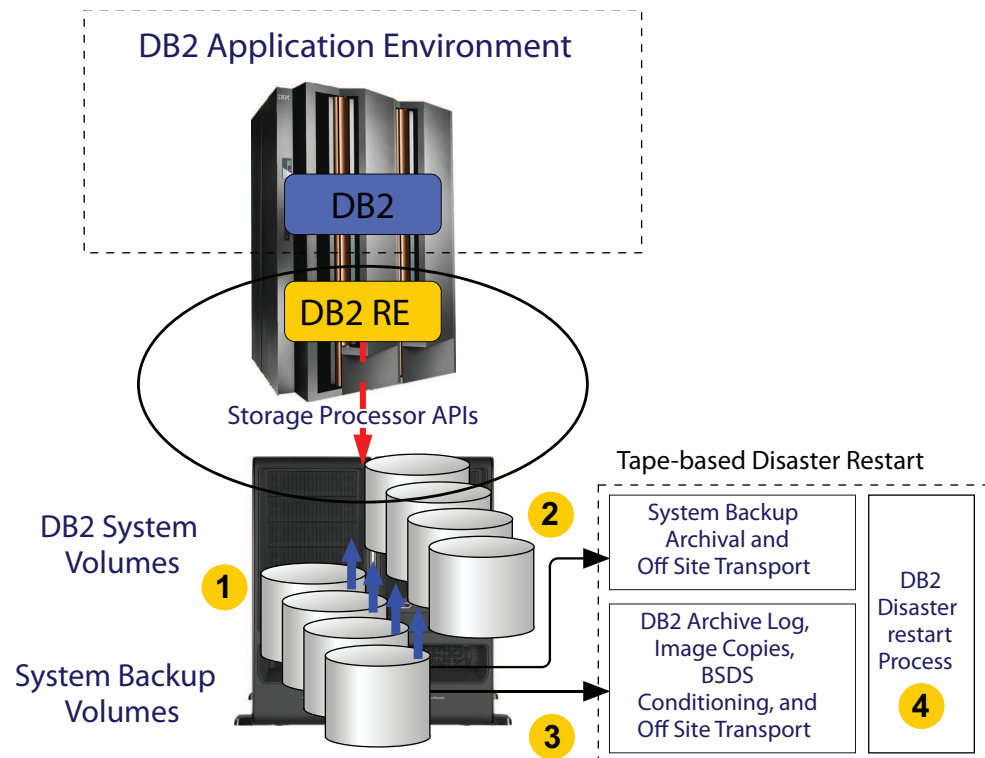 DB2 Application Environment
IBM
DB2
DB2 RE
Storage Processor APIs
Tape-based Disaster Restart
DB2 System
Volumes
1
2
System Backup
Archival and
Off Site Transport
DB2 Archive Log,
Image Copies,
BSDS
Conditioning, and
Off Site Transport
DB2
Disaster
restart
Process
4
System Backup
Volumes
3